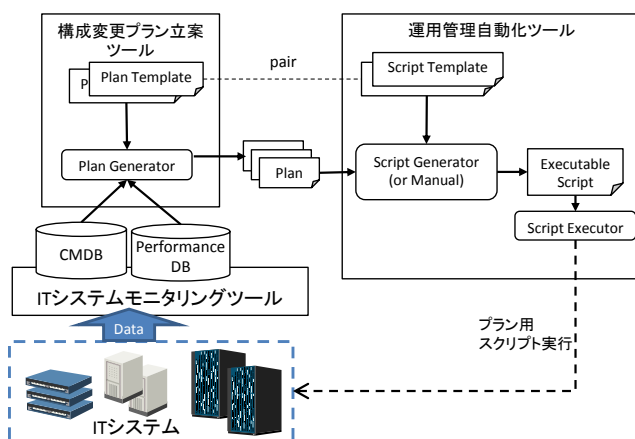 構成変更プラン立案
ツール
P
Plan Template
Plan Generator
CMDB
Performance
DB
ITシステムモニタリングツール
Data
ITシステム
pair
Plan
運用管理自動化ツール
Script Template
Script Generator
(or Manual)
Executable
Script
Script Executor
プラン用
スクリプト実行